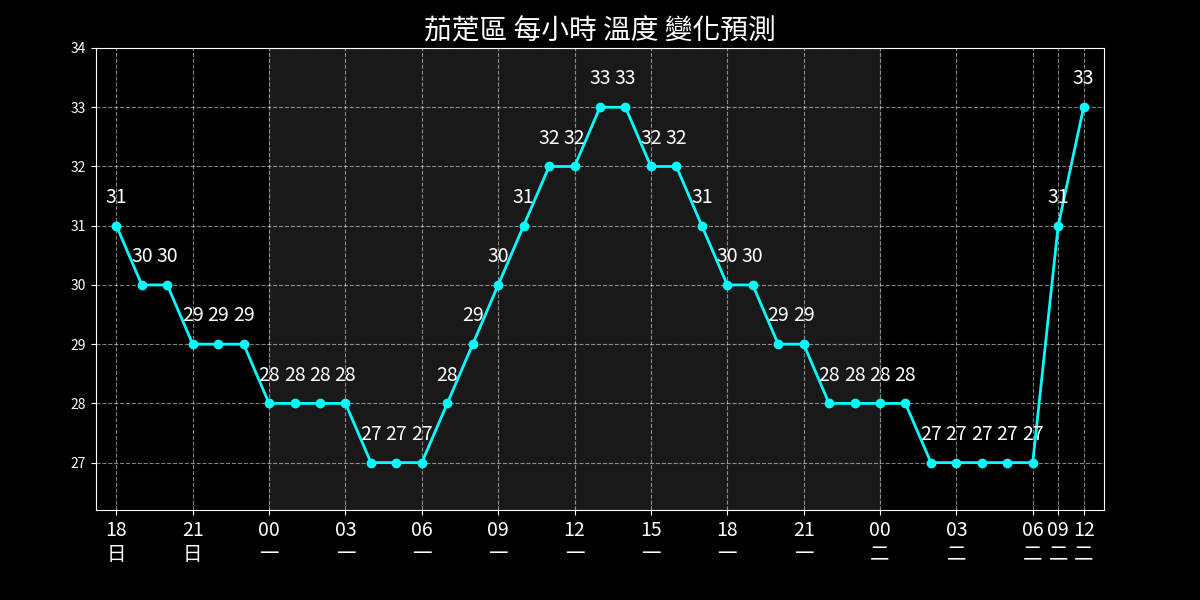 茄萣區 每小時 溫度 變化預測
34
33 33 33
33
32 32 32 32
32
31 31 31 31
31
30 30 30 30 30
30
29 29 29 29 29 29
29
28 28 28 28 28 28 28 28 28
28
27 27 27 27 27 27 27 27
27
18 21 00 03 06 09 12 15 18 21 00 03 06 09 12
日 日 一 一 一 一 一 一 一 一 二 二 二 二 二